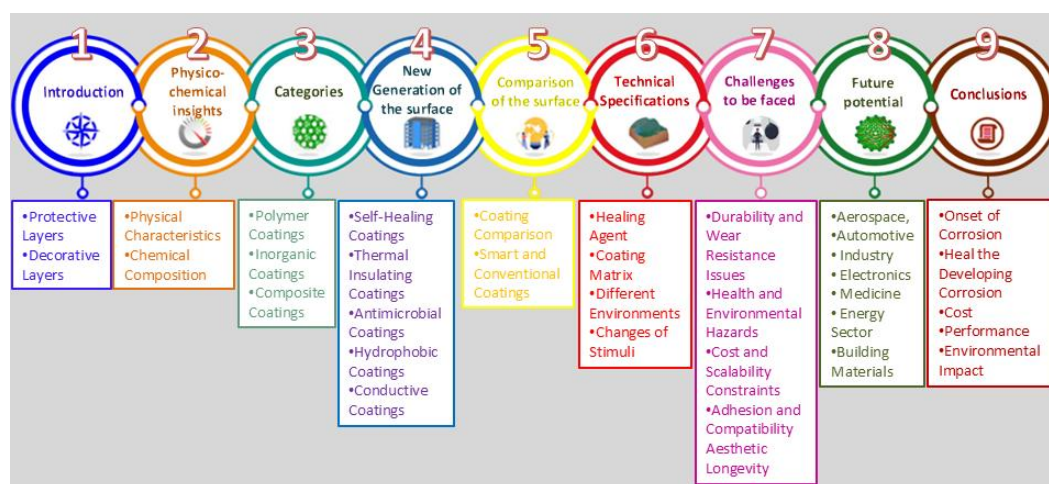 1
Introduction
•Protective
Layers
•Decorative
Layers
2
Physico-
chemical
insights
•Physical
Characteristics
•Chemical
Composition
3
Categories
•Polymer
Coatings
•Inorganic
Coatings
•Composite
Coatings
4
New
Generation of
the surface
•Self-Healing
Coatings
•Thermal
Insulating
Coatings
•Antimicrobial
Coatings
•Hydrophobic
Coatings
•Conductive
Coatings
5
Comparison
of the surface
•Coating
Comparison
•Smart and
Conventional
Coatings
6
Technical
Specifications
•Healing
Agent
•Coating
Matrix
•Different
Environments
•Changes of
Stimuli
7
Challenges
to be faced
•Durability and
Wear
Resistance
Issues
•Health and
Environmental
Hazards
•Cost and
Scalability
Constraints
•Adhesion and
Compatibility
Aesthetic
Longevity
8
Future
potential
•Aerospace,
•Automotive
•Industry
•Electronics
•Medicine
•Energy
Sector
•Building
Materials
9
Conclusions
•Onset of
Corrosion
•Heal the
Developing
Corrosion
•Cost
•Performance
•Environmental
Impact